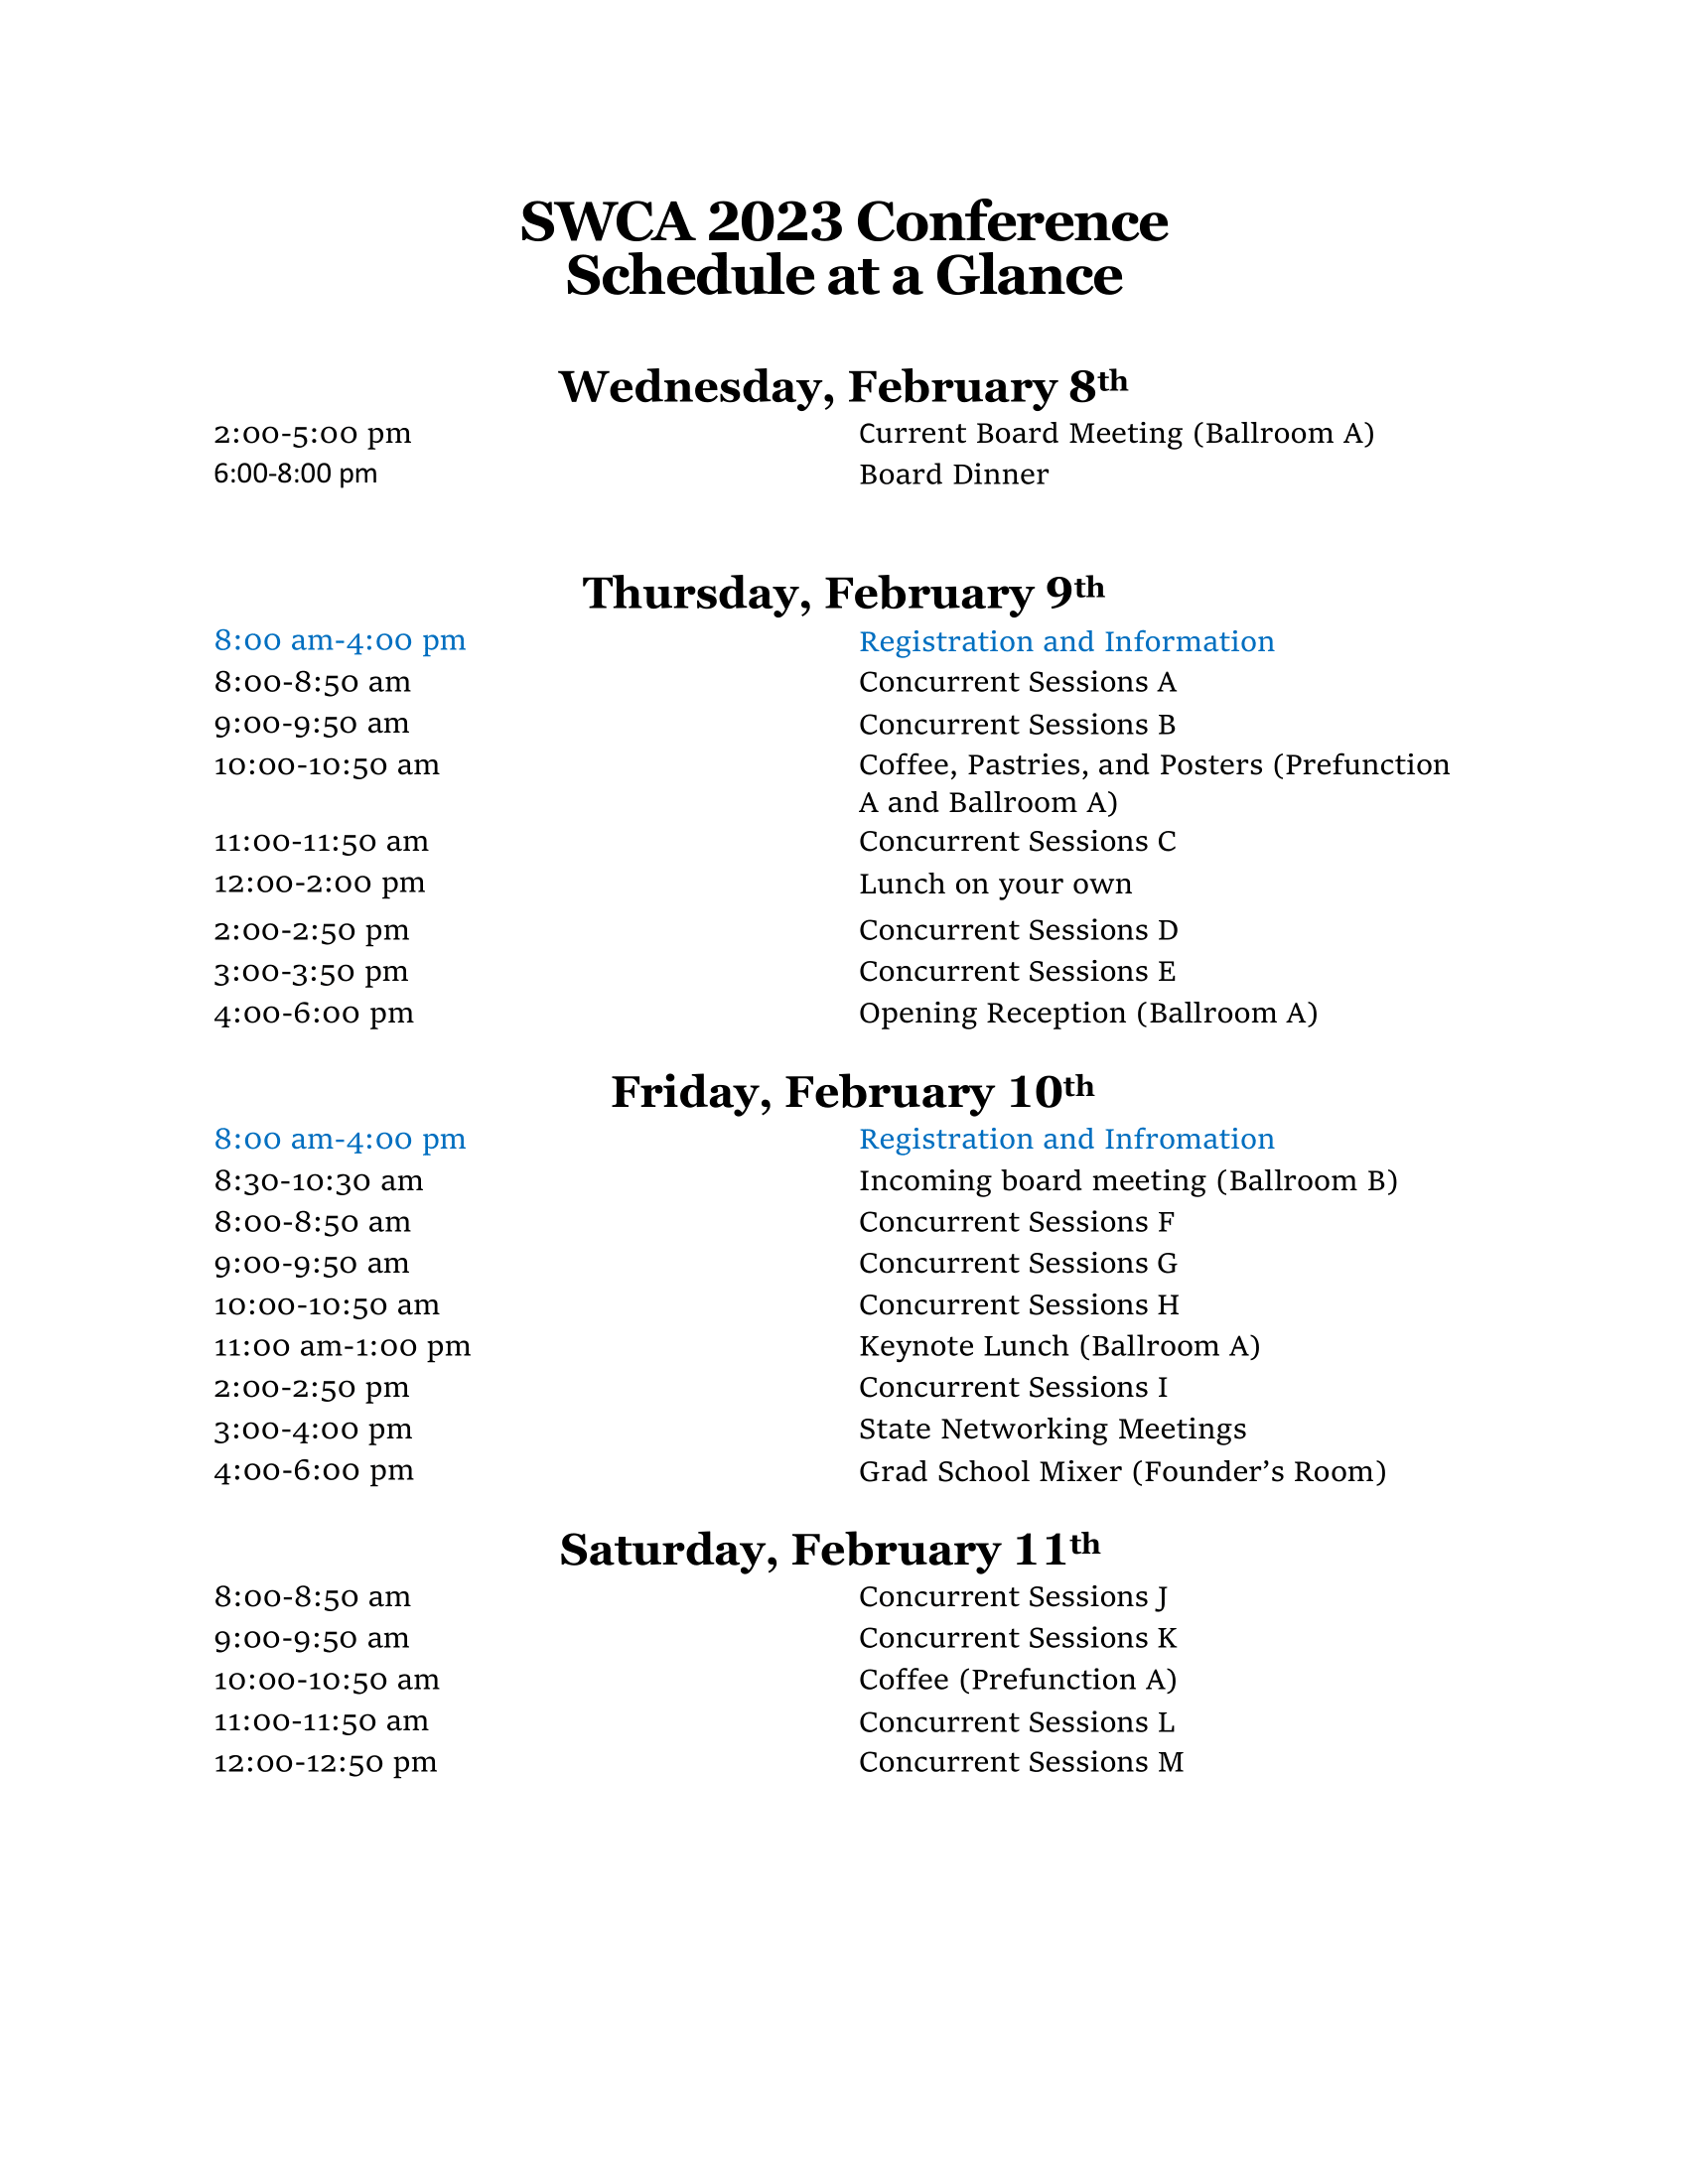 SWCA 2023 Conference
Schedule at a Glance
Wednesday, February 8th
2:00-5:00 pm Current Board Meeting (Ballroom A)
6:00-8:00 pm Board Dinner
Thursday, February 9th
8:00 am-4:00 pm Registration and Information
8:00-8:50 am Concurrent Sessions A
9:00-9:50 am Concurrent Sessions B
10:00-10:50 am Coffee, Pastries, and Posters (Prefunction
A and Ballroom A)
11:00-11:50 am Concurrent Sessions C
12:00-2:00 pm Lunch on your own
2:00-2:50 pm Concurrent Sessions D
3:00-3:50 pm Concurrent Sessions E
4:00-6:00 pm Opening Reception (Ballroom A)
Friday, February 10th
8:00 am-4:00 pm Registration and Infromation
8:30-10:30 am Incoming board meeting (Ballroom B)
8:00-8:50 am Concurrent Sessions F
9:00-9:50 am Concurrent Sessions G
10:00-10:50 am Concurrent Sessions H
11:00 am-1:00 pm Keynote Lunch (Ballroom A)
2:00-2:50 pm Concurrent Sessions I
3:00-4:00 pm State Networking Meetings
4:00-6:00 pm Grad School Mixer (Founder’s Room)
Saturday, February 11th
8:00-8:50 am Concurrent Sessions J
9:00-9:50 am Concurrent Sessions K
10:00-10:50 am Coffee (Prefunction A)
11:00-11:50 am Concurrent Sessions L
12:00-12:50 pm Concurrent Sessions M